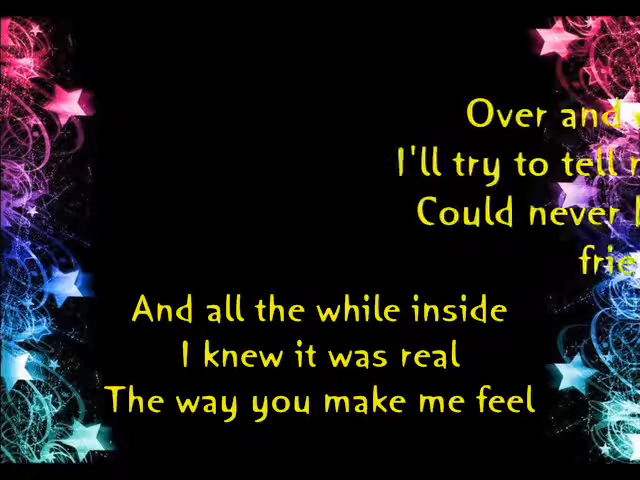 Over and
I'll try to tell
Could never
And all the while inside
I knew it was real
The way you make me feel